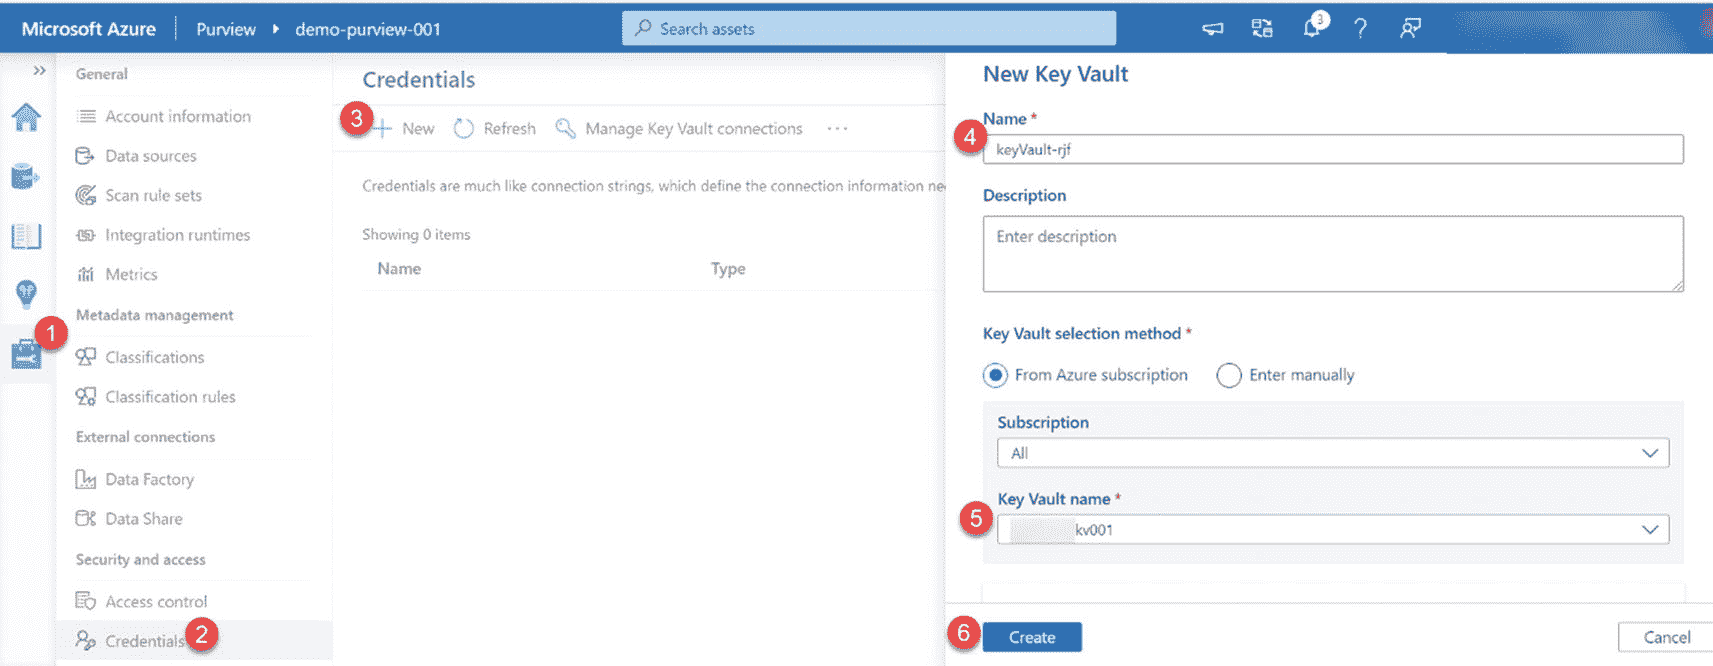 Microsoft Azure
Purview
demo-purview-001
Search assets
3
General
Account information
Data sources
Scan rule sets
Integration runtimes
Metrics
Metadata management
1
Classifications
Classification rules
External connections
Data Factory
Data Share
Security and access
Access control
Credentials
2
Credentials
3
New
Refresh
Manage Key Vault connections
...
Credentials are much like connection strings, which define the connection information
Showing 0 items
Name Type
New Key Vault
Name *
4
keyVault-rjf
Description
Enter description
Key Vault selection method *
From Azure subscription
Enter manually
Subscription
All
Key Vault name *
5
kv001
6
Create
Cancel